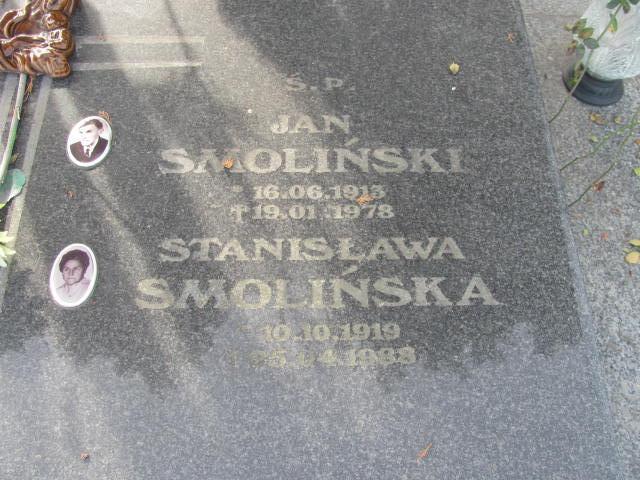 Ś.P.
JAN
SMOLIŃSKI
* 16.06.1913
† 19.01.1978
STANISŁAWA
SMOLIŃSKA
* 10.10.1919
† 25.04.1988